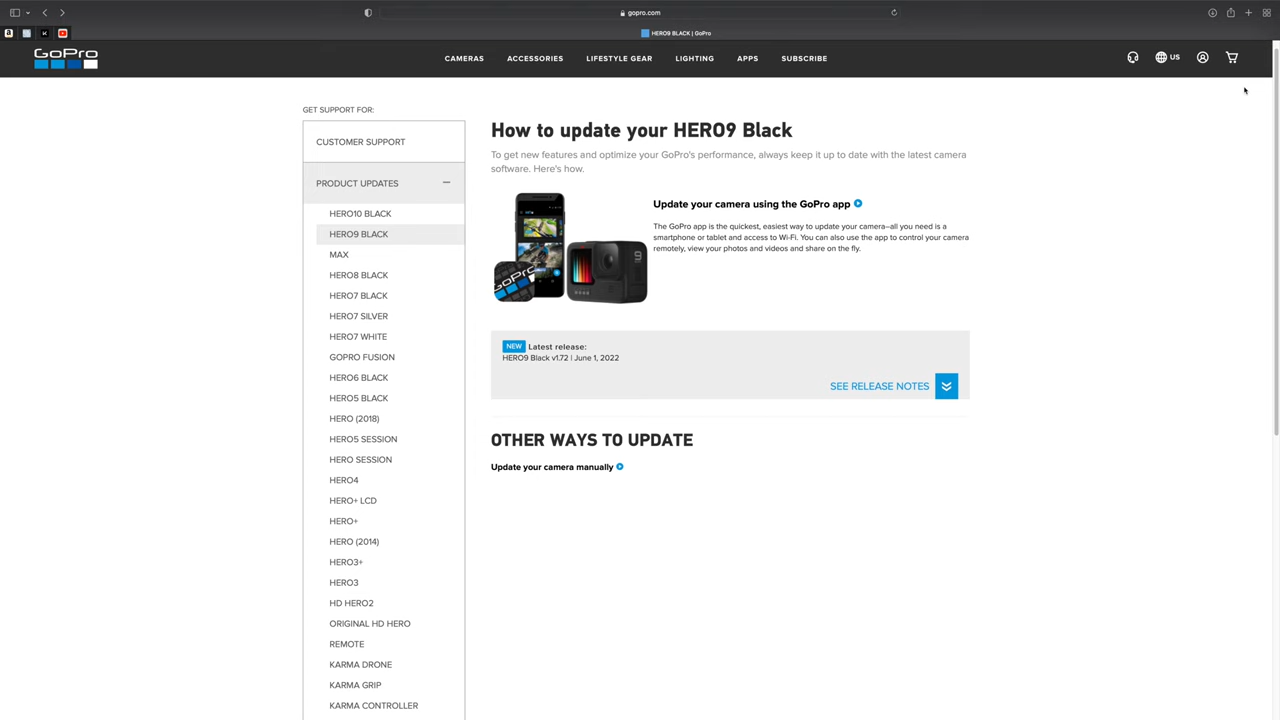 gopro.com
HERO9 BLACK | GoPro
GoPro
CAMERAS
ACCESSORIES
LIFESTYLE GEAR
LIGHTING
APPS
SUBSCRIBE
US
GET SUPPORT FOR:
CUSTOMER SUPPORT
PRODUCT UPDATES
HERO10 BLACK
HERO9 BLACK
MAX
HERO8 BLACK
HERO7 BLACK
HERO7 SILVER
HERO7 WHITE
GOPRO FUSION
HERO6 BLACK
HERO5 BLACK
HERO (2018)
HERO5 SESSION
HERO SESSION
HERO4
HERO+ LCD
HERO+
HERO (2014)
HERO3+
HERO3
HD HERO2
ORIGINAL HD HERO
REMOTE
KARMA DRONE
KARMA GRIP
KARMA CONTROLLER
How to update your HERO9 Black
To get new features and optimize your GoPro's performance, always keep it up to date with the latest camera
software. Here's how.
GoPro
9
Update your camera using the GoPro app
The GoPro app is the quickest, easiest way to update your camera–all you need is a
smartphone or tablet and access to Wi-Fi. You can also use the app to control your camera
remotely, view your photos and videos and share on the fly.
NEW Latest release:
HERO9 Black v1.72 | June 1, 2022
SEE RELEASE NOTES
OTHER WAYS TO UPDATE
Update your camera manually